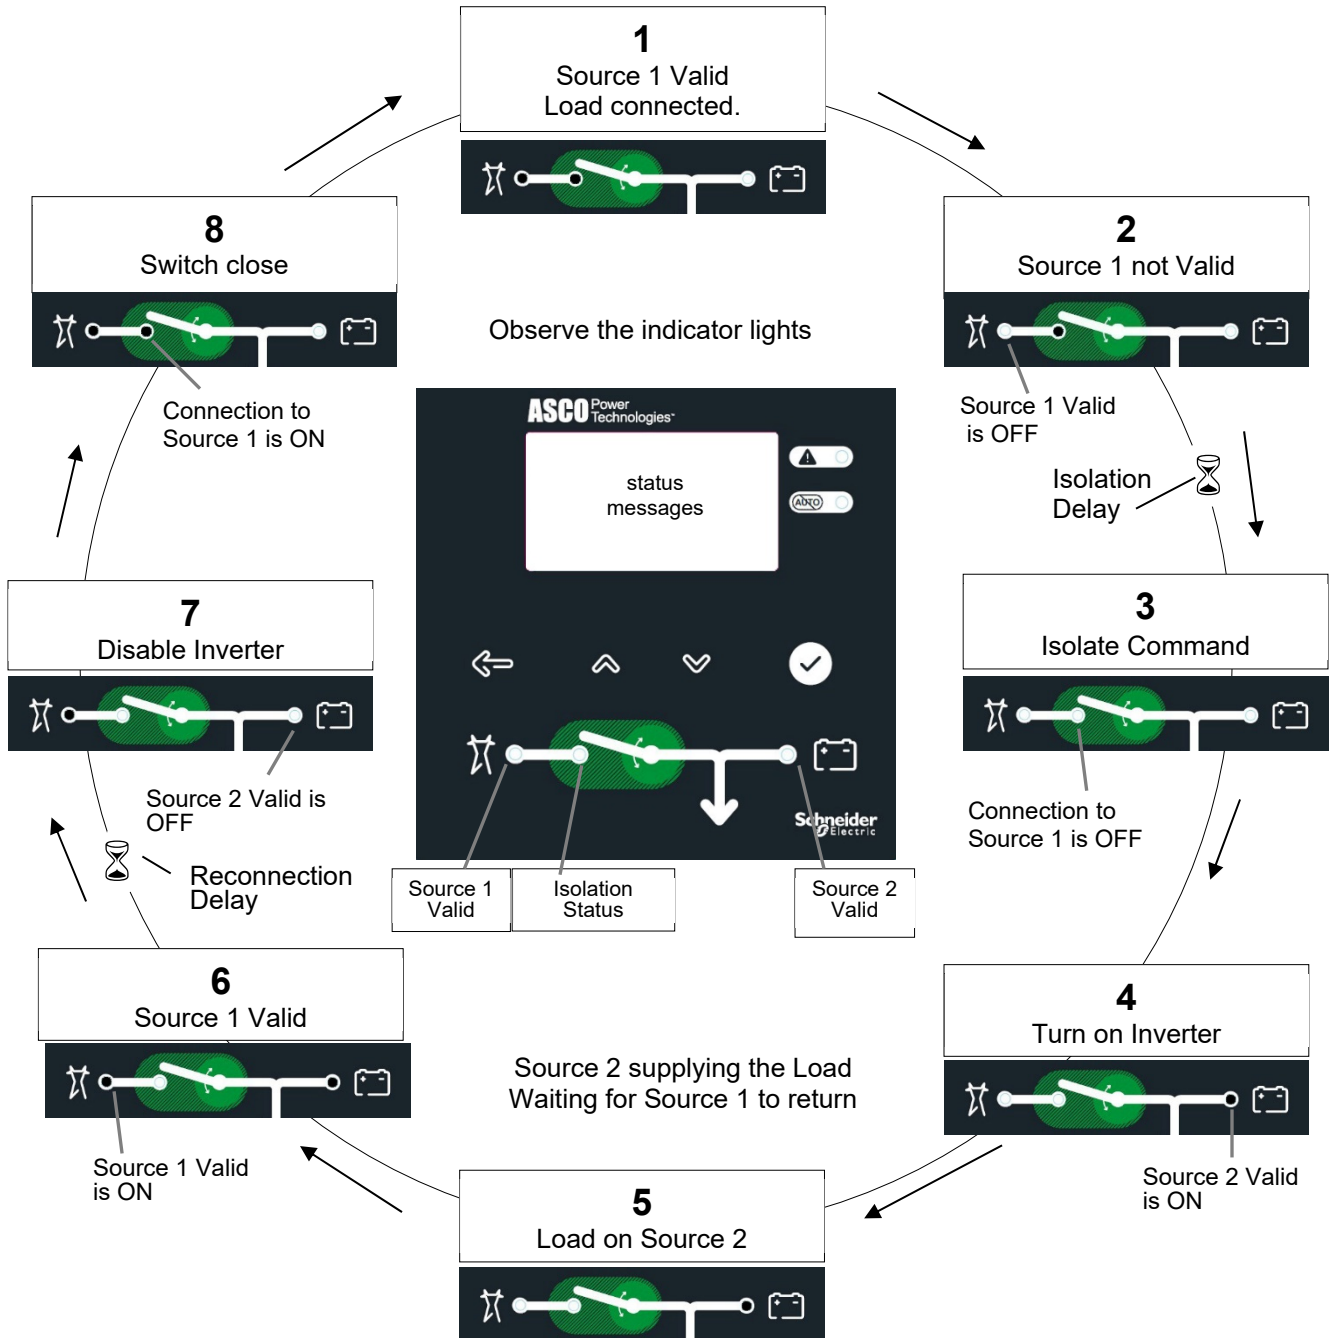 1
Source 1 Valid
Load connected.
8
Switch close
2
Source 1 not Valid
Observe the indicator lights
Connection to
Source 1 is ON
Source 1 Valid
is OFF
Isolation
Delay
ASCO Power
Technologies™
status
messages
AUTO
7
Disable Inverter
3
Isolate Command
Source 2 Valid is
OFF
Connection to
Source 1 is OFF
Schneider
Electric
Reconnection
Delay
Source 1
Valid
Isolation
Status
Source 2
Valid
6
Source 1 Valid
4
Turn on Inverter
Source 2 supplying the Load
Waiting for Source 1 to return
Source 1 Valid
is ON
Source 2 Valid
is ON
5
Load on Source 2